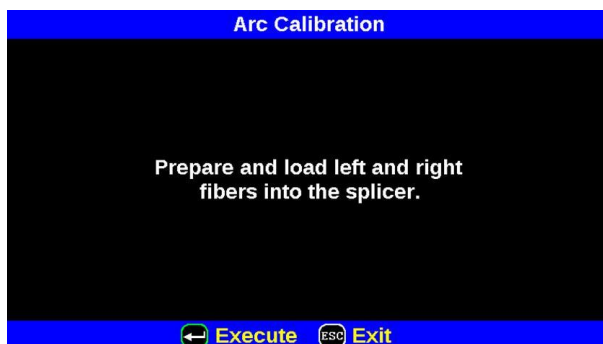 Arc Calibration
Prepare and load left and right
fibers into the splicer.
Execute ESC Exit